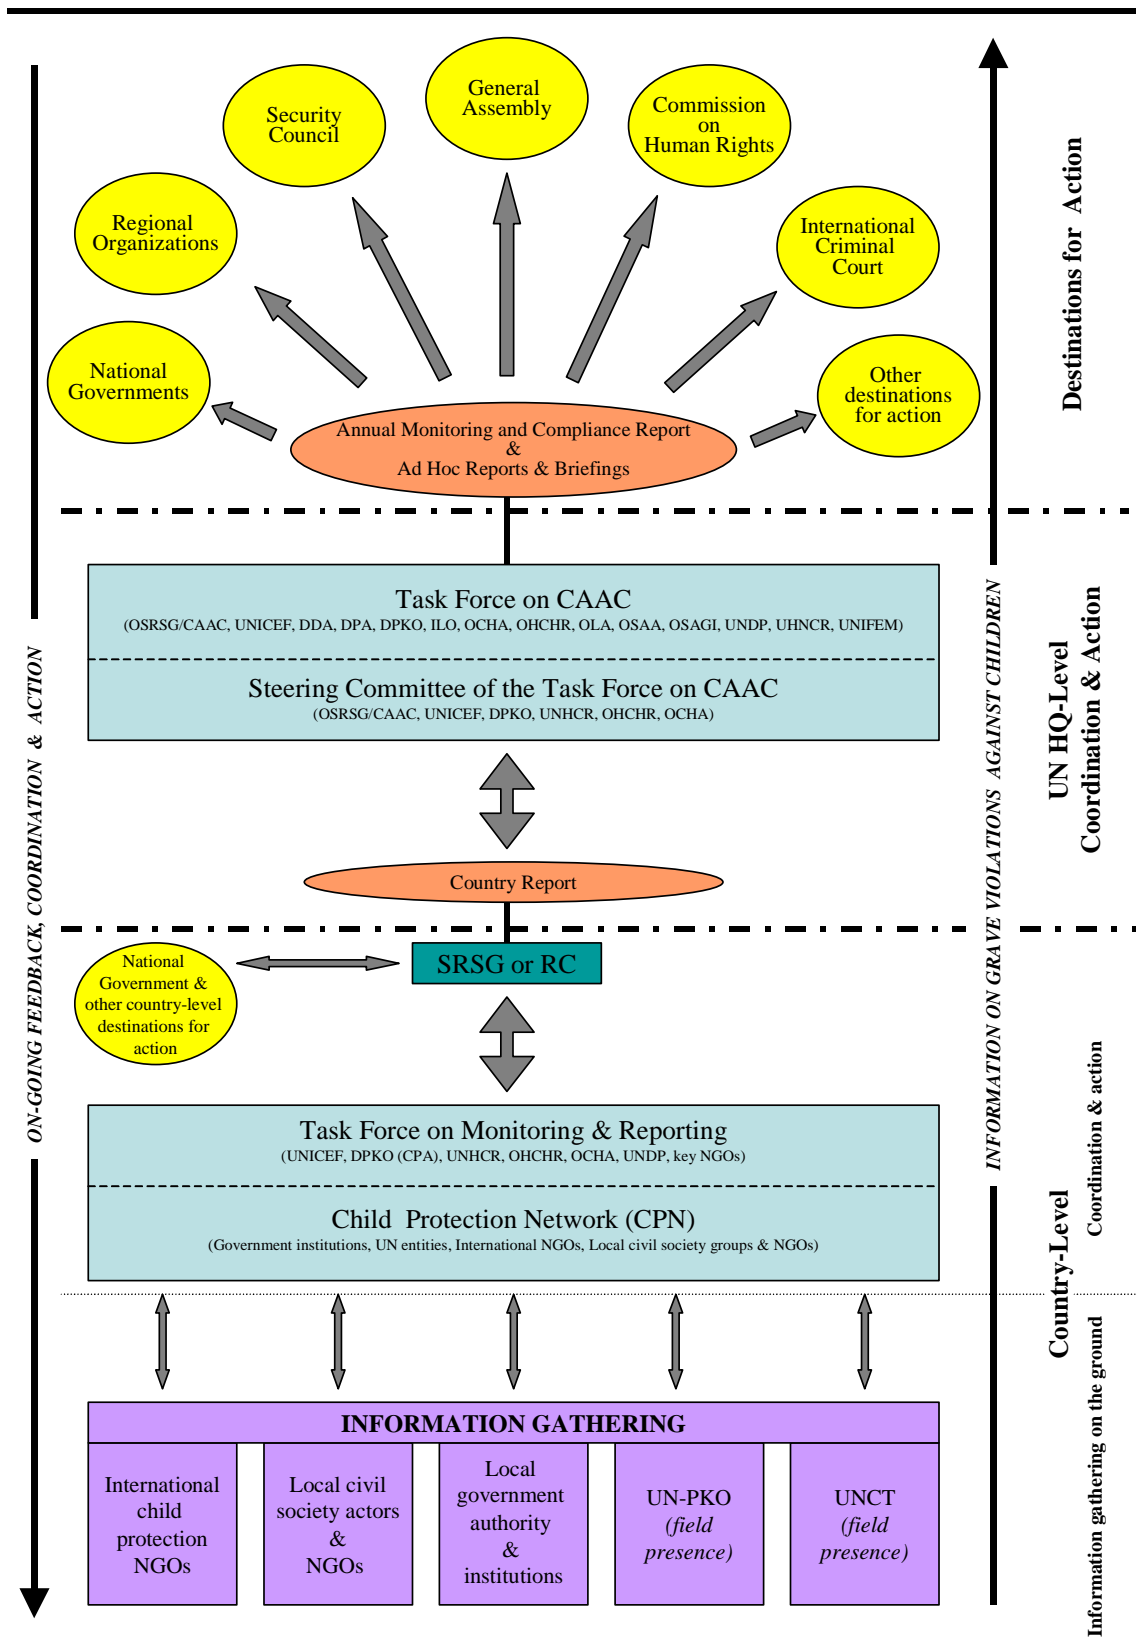 General
Assembly
Security
Council
Commission
on
Human Rights
Regional
Organizations
International
Criminal
Court
National
Governments
Other
destinations
for action
Annual Monitoring and Compliance Report
&
Ad Hoc Reports & Briefings
Destinations for Action
Task Force on CAAC
(OSRSG/CAAC, UNICEF, DDA, DPA, DPKO, ILO, OCHA, OHCHR, OLA, OSAA, OSAGI, UNDP, UHNCR, UNIFEM)
Steering Committee of the Task Force on CAAC
(OSRSG/CAAC, UNICEF, DPKO, UNHCR, OHCHR, OCHA)
UN HQ-Level
Coordination & Action
Country Report
ON-GOING FEEDBACK, COORDINATION & ACTION
INFORMATION ON GRAVE VIOLATIONS AGAINST CHILDREN
SRSG or RC
National
Government &
other country-level
destinations for
action
Task Force on Monitoring & Reporting
(UNICEF, DPKO (CPA), UNHCR, OHCHR, OCHA, UNDP, key NGOs)
Child Protection Network (CPN)
(Government institutions, UN entities, International NGOs, Local civil society groups & NGOs)
Country-Level
Coordination & action
Information gathering on the ground
INFORMATION GATHERING
International
child
protection
NGOs
Local civil
society actors
&
NGOs
Local
government
authority
&
institutions
UN-PKO
(field
presence)
UNCT
(field
presence)